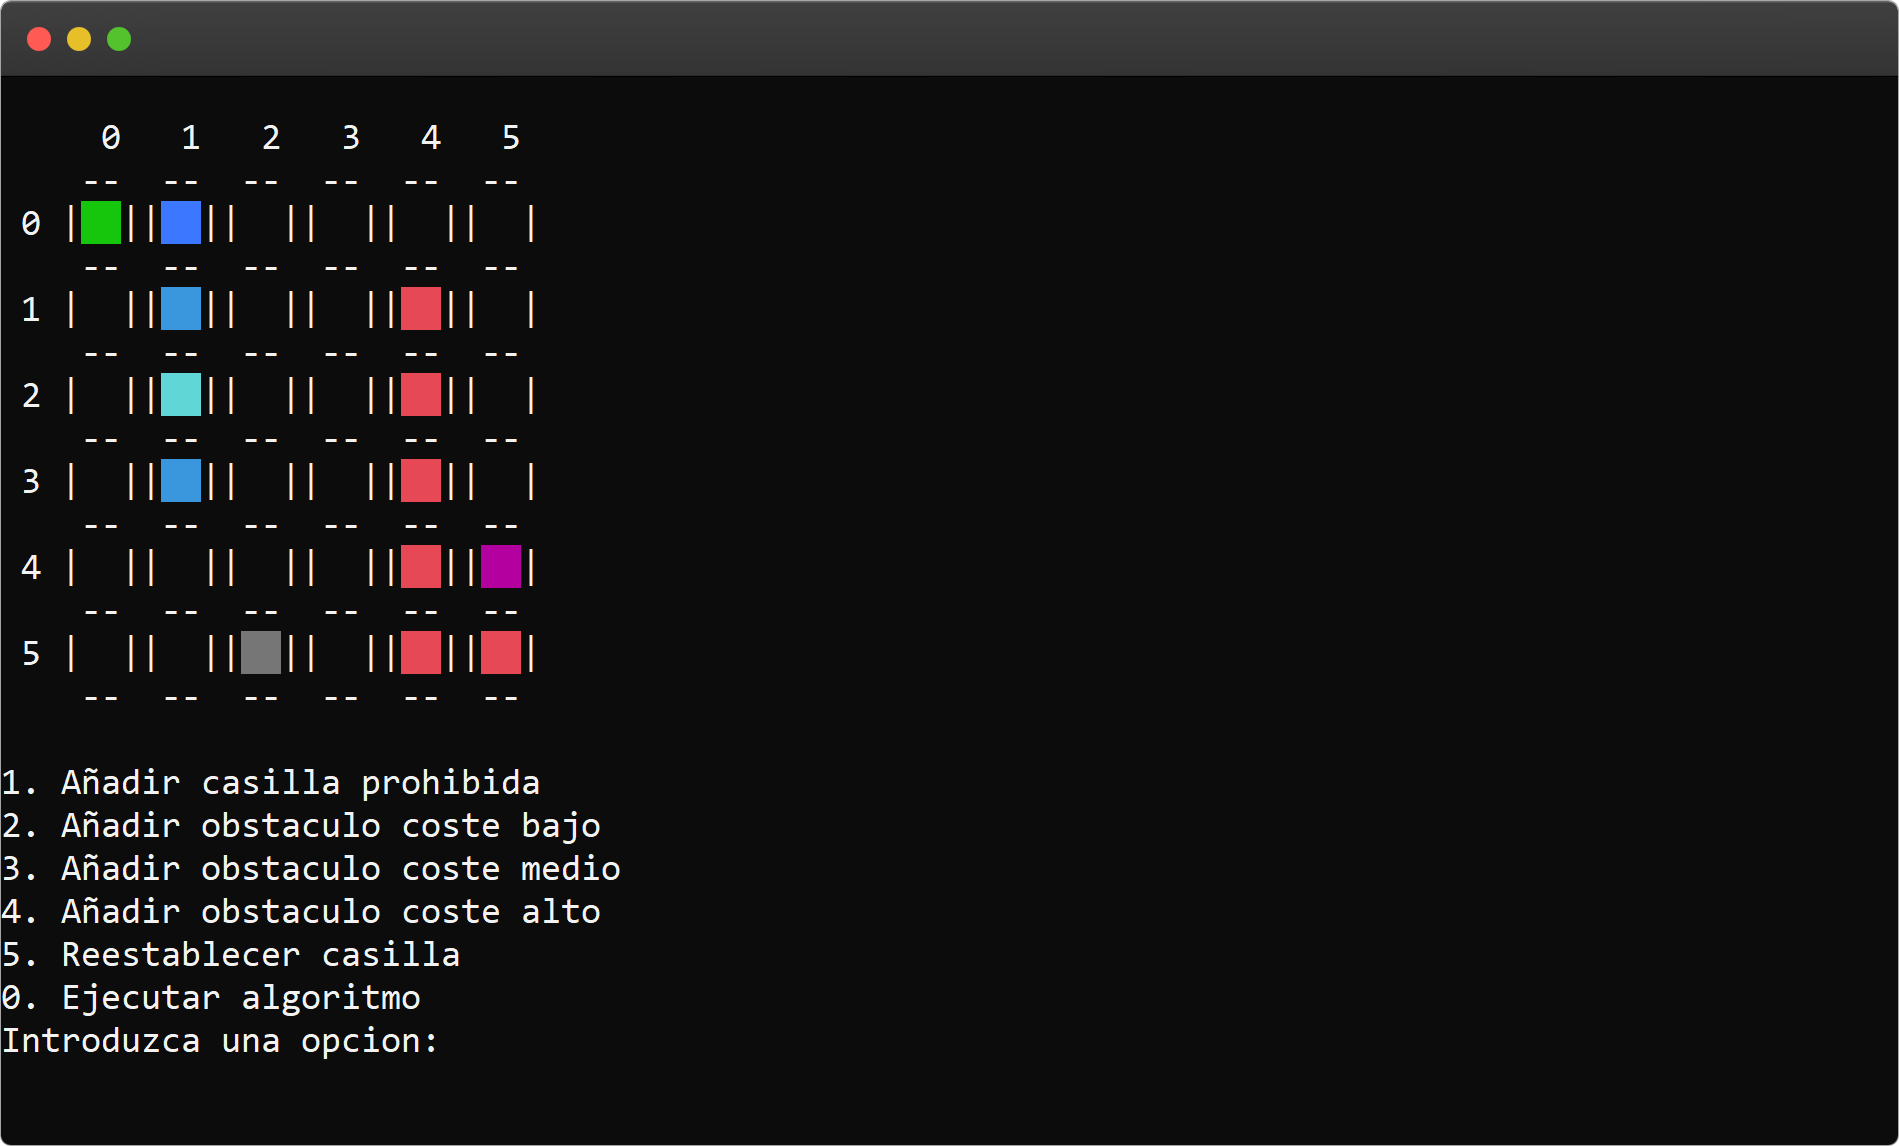 0 1 2 3 4 5
-- -- -- -- -- --
0 | || || || || || |
-- -- -- -- -- --
1 | || || || || || |
-- -- -- -- -- --
2 | || || || || || |
-- -- -- -- -- --
3 | || || || || || |
-- -- -- -- -- --
4 | || || || || || |
-- -- -- -- -- --
5 | || || || || || |
-- -- -- -- -- --
1. Añadir casilla prohibida
2. Añadir obstaculo coste bajo
3. Añadir obstaculo coste medio
4. Añadir obstaculo coste alto
5. Reestablecer casilla
0. Ejecutar algoritmo
Introduzca una opcion: